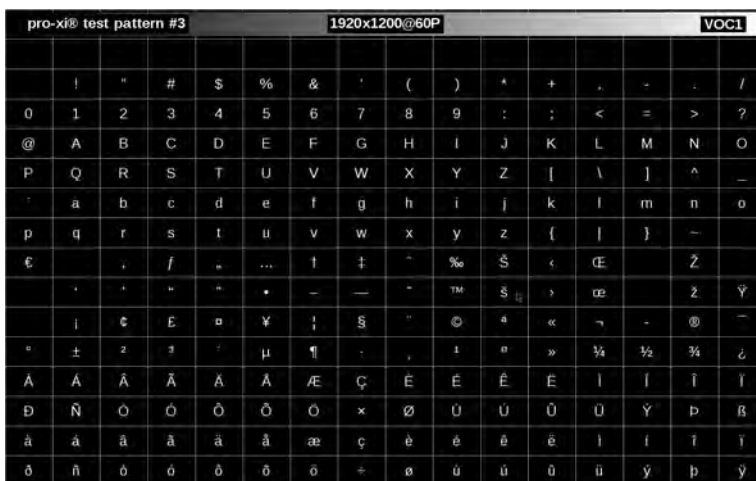 pro-xi® test pattern #3 1920x1200@60P VOC1
! " # $ % & ' ( ) * + , - . /
0 1 2 3 4 5 6 7 8 9 : ; < = > ?
@ A B C D E F G H I J K L M N O
P Q R S T U V W X Y Z [ \ ] ^ _
` a b c d e f g h i j k l m n o
p q r s t u v w x y z { | } ~
€ ‚ ƒ „ … † ‡ ˆ ‰ Š ‹ Œ Ž
‘ ’ “ ” • – — ˜ ™ š › œ ž Ÿ
¡ ¢ £ ¤ ¥ ¦ § ¨ © ª « ¬ - ® ¯
° ± ² ³ ´ µ ¶ · ¸ ¹ º » ¼ ½ ¾ ¿
À Á Â Ã Ä Å Æ Ç È É Ê Ë Ì Í Î Ï
Ð Ñ Ò Ó Ô Õ Ö × Ø Ù Ú Û Ü Ý Þ ß
à á â ã ä å æ ç è é ê ë ì í î ï
ð ñ ò ó ô õ ö ÷ ø ù ú û ü ý þ ÿ